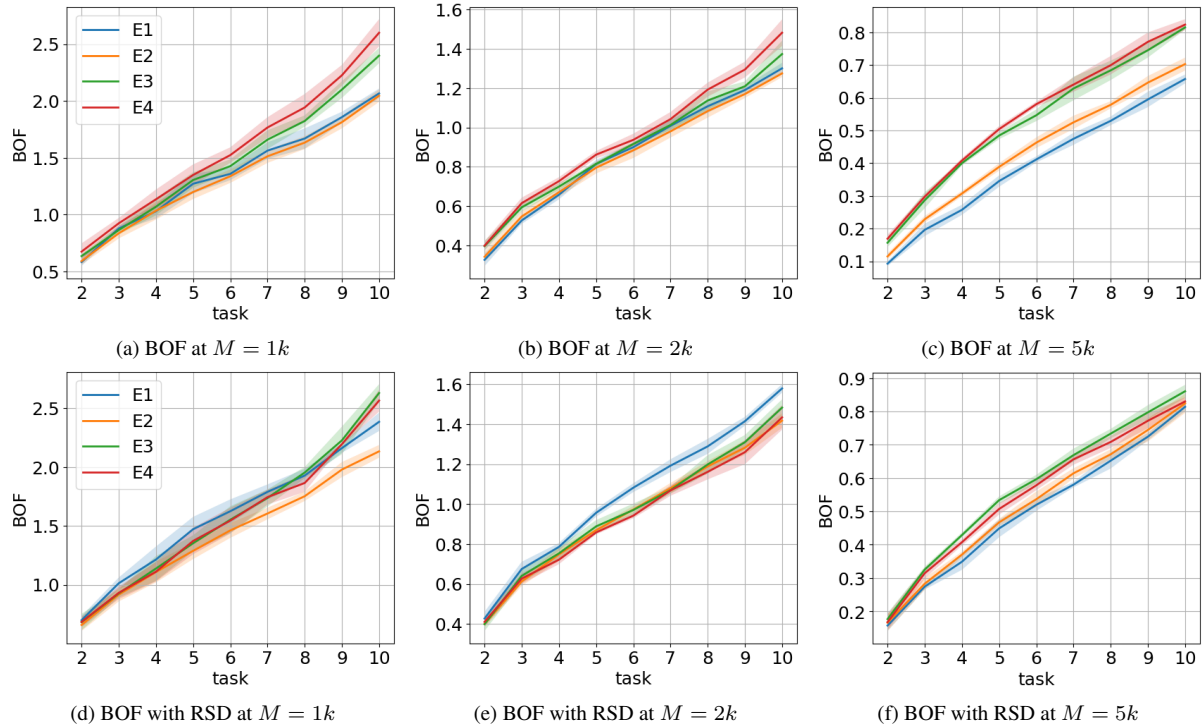 BOF
2.5
2.0
1.5
1.0
0.5
E1
E2
E3
E4
2 3 4 5 6 7 8 9 10
task
(a) BOF at M = 1k
BOF
1.6
1.4
1.2
1.0
0.8
0.6
0.4
2 3 4 5 6 7 8 9 10
task
(b) BOF at M = 2k
BOF
0.8
0.7
0.6
0.5
0.4
0.3
0.2
0.1
2 3 4 5 6 7 8 9 10
task
(c) BOF at M = 5k
BOF
2.5
2.0
1.5
1.0
E1
E2
E3
E4
2 3 4 5 6 7 8 9 10
task
(d) BOF with RSD at M = 1k
BOF
1.6
1.4
1.2
1.0
0.8
0.6
0.4
2 3 4 5 6 7 8 9 10
task
(e) BOF with RSD at M = 2k
BOF
0.9
0.8
0.7
0.6
0.5
0.4
0.3
0.2
2 3 4 5 6 7 8 9 10
task
(f) BOF with RSD at M = 5k